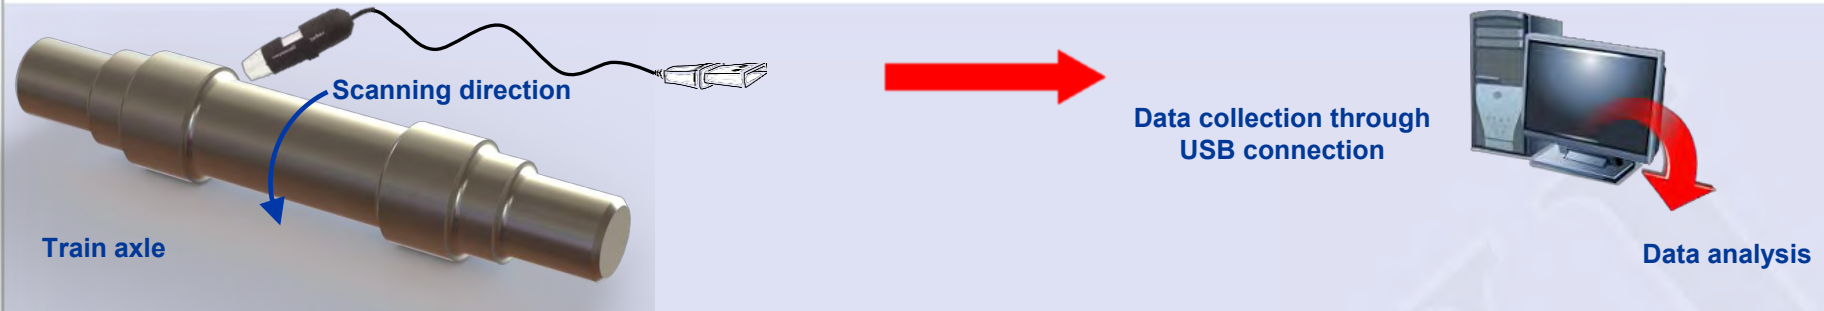 Scanning direction
Data collection through
USB connection
Train axle
Data analysis